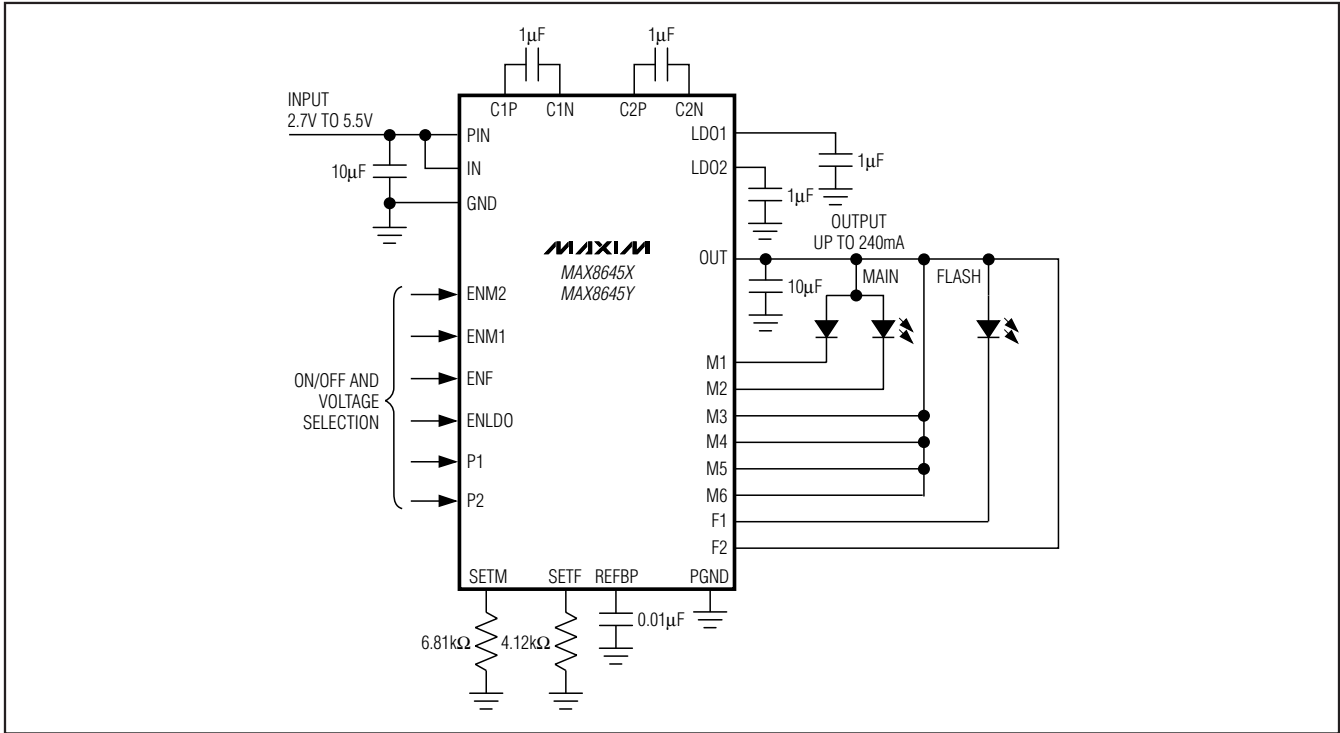 1µF
1µF
INPUT
2.7V TO 5.5V
C1P
C1N
C2P
C2N
PIN
LDO1
10µF
IN
LDO2
1µF
GND
1µF
OUTPUT
UP TO 240mA
MAXIM
MAX8645X
MAX8645Y
OUT
MAIN
FLASH
10µF
ENM2
ENM1
ENF
ENLDO
P1
P2
ON/OFF AND
VOLTAGE
SELECTION
M1
M2
M3
M4
M5
M6
F1
F2
SETM
SETF
REFBP
PGND
6.81kΩ
4.12kΩ
0.01µF